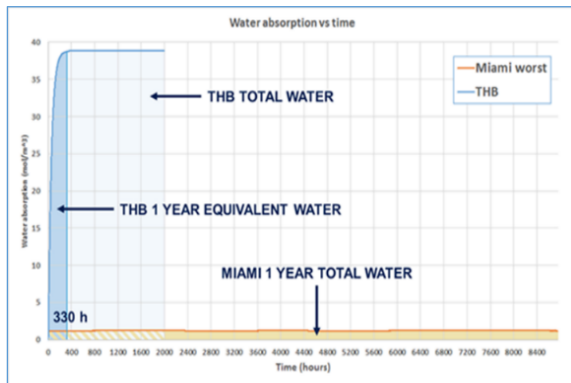 Water absorption vs time
40
35
30
25
20
15
10
5
0
Water absorption (mol/m^3)
Miami worst
THB
THB TOTAL WATER
THB 1 YEAR EQUIVALENT WATER
MIAMI 1 YEAR TOTAL WATER
330 h
0 400 800 1200 1600 2000 2400 2800 3200 3600 4000 4400 4800 5200 5600 6000 6400 6800 7200 7600 8000 8400
Time (hours)